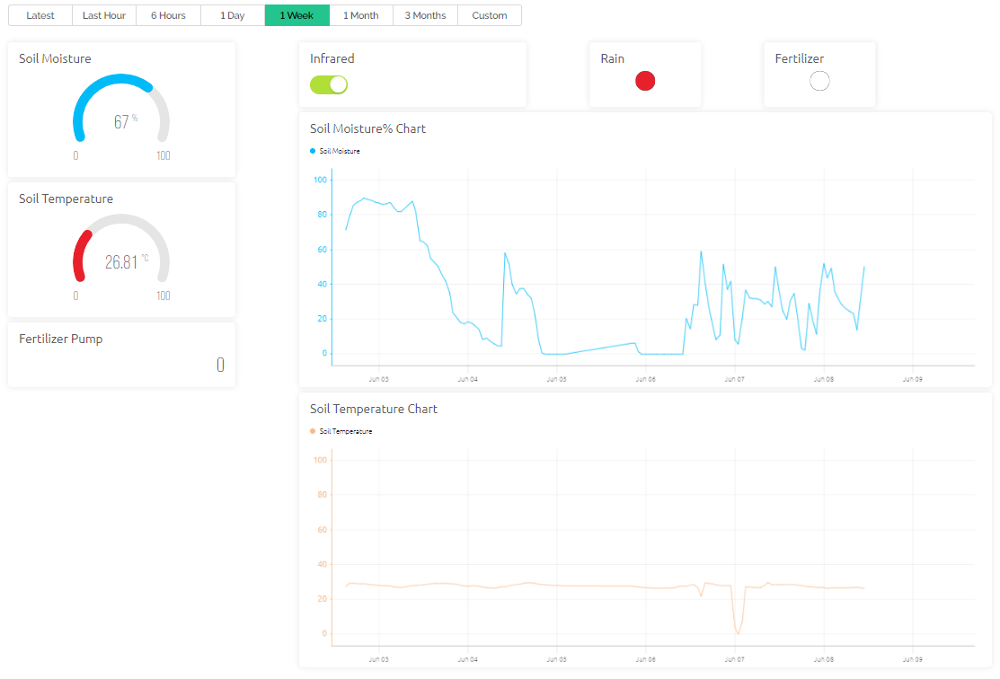 Latest Last Hour 6 Hours 1 Day 1 Week 1 Month 3 Months Custom
Soil Moisture
67 %
0 100
Soil Temperature
26.81 °C
0 100
Fertilizer Pump
0
Infrared
Rain
Fertilizer
Soil Moisture% Chart
Soil Moisture
100
80
60
40
20
0
Jun 03 Jun 04 Jun 05 Jun 06 Jun 07 Jun 08 Jun 09
Soil Temperature Chart
Soil Temperature
100
80
60
40
20
0
Jun 03 Jun 04 Jun 05 Jun 06 Jun 07 Jun 08 Jun 09